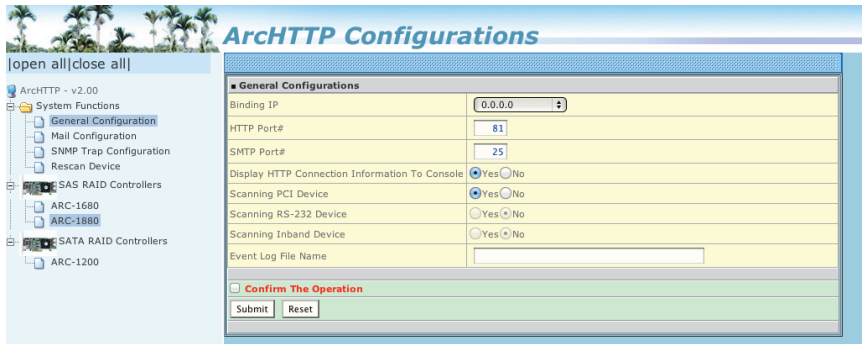 ArcHTTP Configurations
|open all|close all|
ArcHTTP - v2.00
System Functions
General Configuration
Mail Configuration
SNMP Trap Configuration
Rescan Device
SAS RAID Controllers
ARC-1680
ARC-1880
SATA RAID Controllers
ARC-1200
General Configurations
Binding IP 0.0.0.0
HTTP Port# 81
SMTP Port# 25
Display HTTP Connection Information To Console Yes No
Scanning PCI Device Yes No
Scanning RS-232 Device Yes No
Scanning Inband Device Yes No
Event Log File Name
Confirm The Operation
Submit Reset